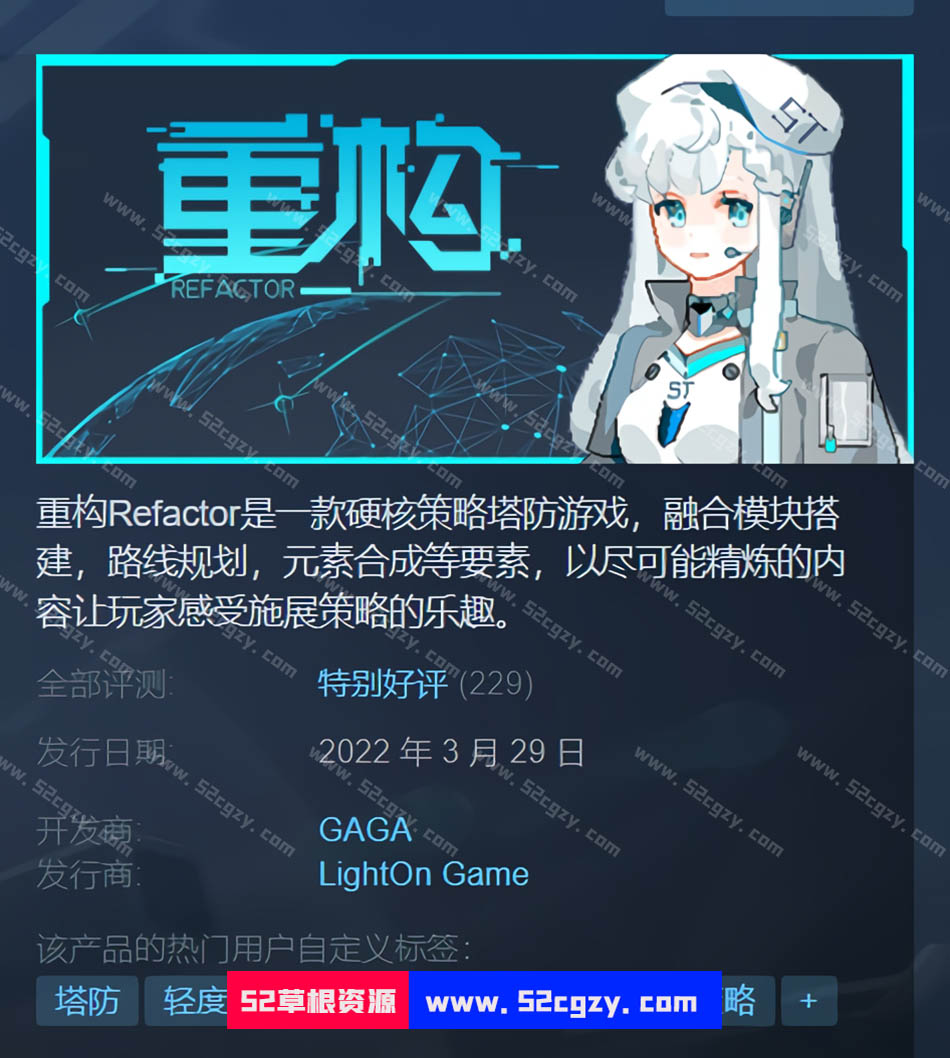 重构
REFACTOR
ST
ST
重构Refactor是一款硬核策略塔防游戏，融合模块搭
建，路线规划，元素合成等要素，以尽可能精炼的内
容让玩家感受施展策略的乐趣。
全部评测: 特别好评 (229)
发行日期: 2022 年 3 月 29 日
开发商: GAGA
发行商: LightOn Game
该产品的热门用户自定义标签:
塔防 轻度 略 +
52草根资源 www.52cgzy.com
www.52cgzy.com